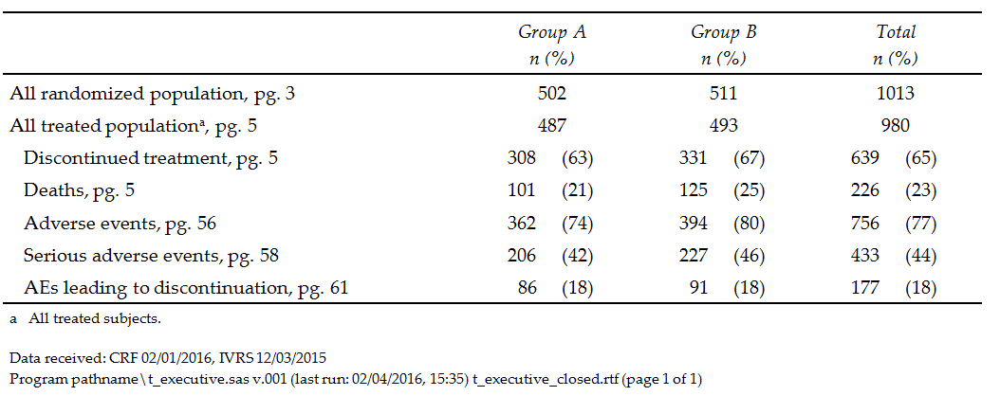 Group A Group B Total
n (%) n (%) n (%)
All randomized population, pg. 3 502 511 1013
All treated populationᵃ, pg. 5 487 493 980
Discontinued treatment, pg. 5 308 (63) 331 (67) 639 (65)
Deaths, pg. 5 101 (21) 125 (25) 226 (23)
Adverse events, pg. 56 362 (74) 394 (80) 756 (77)
Serious adverse events, pg. 58 206 (42) 227 (46) 433 (44)
AEs leading to discontinuation, pg. 61 86 (18) 91 (18) 177 (18)
a All treated subjects.
Data received: CRF 02/01/2016, IVRS 12/03/2015
Program pathname\t_executive.sas v.001 (last run: 02/04/2016, 15:35) t_executive_closed.rtf (page 1 of 1)